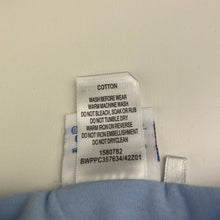 COTTON
WASH BEFORE WEAR
WARM MACHINE WASH
DO NOT BLEACH, SOAK OR RUB
DO NOT TUMBLE DRY
WARM IRON ON REVERSE
DO NOT IRON EMBELLISHMENT
DO NOT DRYCLEAN
1580782
BWPPC357634/42Z01